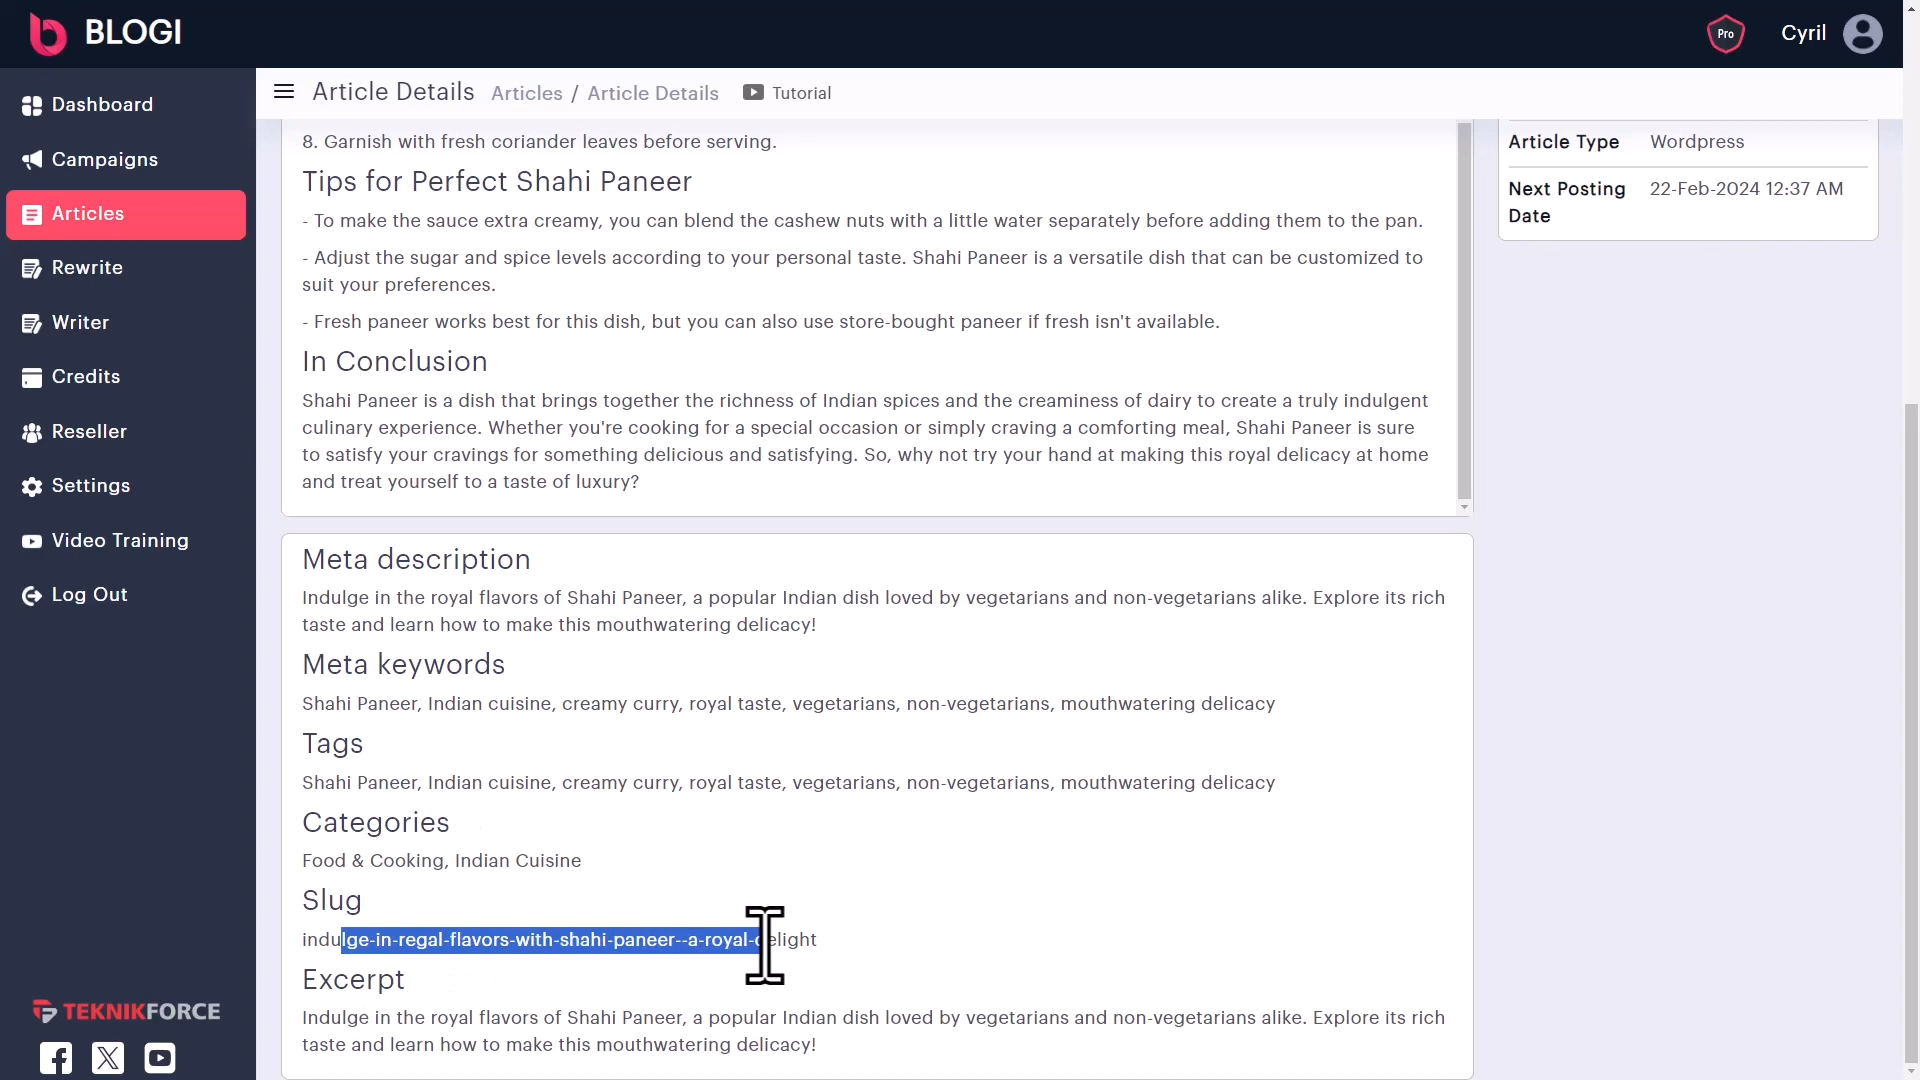 BLOGI
Pro
Cyril
Dashboard
Campaigns
Articles
Rewrite
Writer
Credits
Reseller
Settings
Video Training
Log Out
TEKNIKFORCE
Article Details
Articles / Article Details
Tutorial
8. Garnish with fresh coriander leaves before serving.
Tips for Perfect Shahi Paneer
- To make the sauce extra creamy, you can blend the cashew nuts with a little water separately before adding them to the pan.
- Adjust the sugar and spice levels according to your personal taste. Shahi Paneer is a versatile dish that can be customized to
suit your preferences.
- Fresh paneer works best for this dish, but you can also use store-bought paneer if fresh isn't available.
In Conclusion
Shahi Paneer is a dish that brings together the richness of Indian spices and the creaminess of dairy to create a truly indulgent
culinary experience. Whether you're cooking for a special occasion or simply craving a comforting meal, Shahi Paneer is sure
to satisfy your cravings for something delicious and satisfying. So, why not try your hand at making this royal delicacy at home
and treat yourself to a taste of luxury?
Meta description
Indulge in the royal flavors of Shahi Paneer, a popular Indian dish loved by vegetarians and non-vegetarians alike. Explore its rich
taste and learn how to make this mouthwatering delicacy!
Meta keywords
Shahi Paneer, Indian cuisine, creamy curry, royal taste, vegetarians, non-vegetarians, mouthwatering delicacy
Tags
Shahi Paneer, Indian cuisine, creamy curry, royal taste, vegetarians, non-vegetarians, mouthwatering delicacy
Categories
Food & Cooking, Indian Cuisine
Slug
indulge-in-regal-flavors-with-shahi-paneer--a-royal-delight
Excerpt
Indulge in the royal flavors of Shahi Paneer, a popular Indian dish loved by vegetarians and non-vegetarians alike. Explore its rich
taste and learn how to make this mouthwatering delicacy!
Article Type Wordpress
Next Posting 22-Feb-2024 12:37 AM
Date